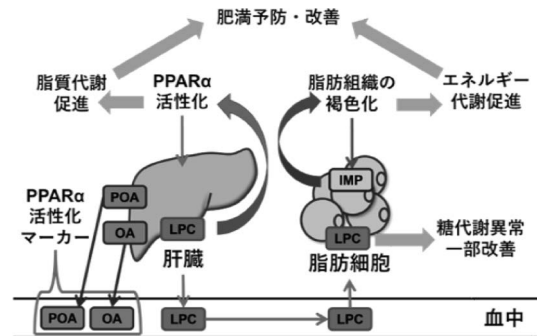 肥満予防・改善
脂質代謝
促進
PPARα
活性化
脂肪組織の
褐色化
エネルギー
代謝促進
PPARα
活性化
マーカー
POA
OA
LPC
肝臓
IMP
LPC
脂肪細胞
糖代謝異常
一部改善
POA
OA
LPC
LPC
血中